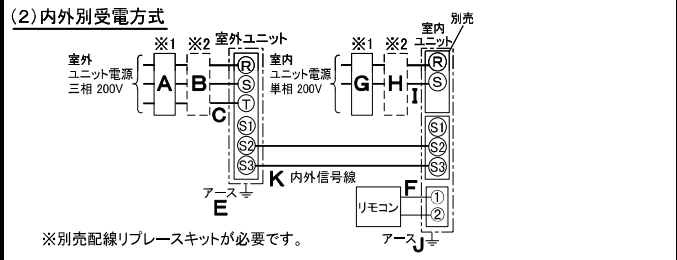 (2)内外別受電方式
別売
※1 ※2 室外ユニット
※1 ※2 室内ユニット
室外
ユニット電源
三相 200V
A B C
R
S
T
S1
S2
S3
室内
ユニット電源
単相 200V
G H I
R
S
S1
S2
S3
K 内外信号線
アース
E
リモコン
F
①
②
アース J
※別売配線リプレースキットが必要です。